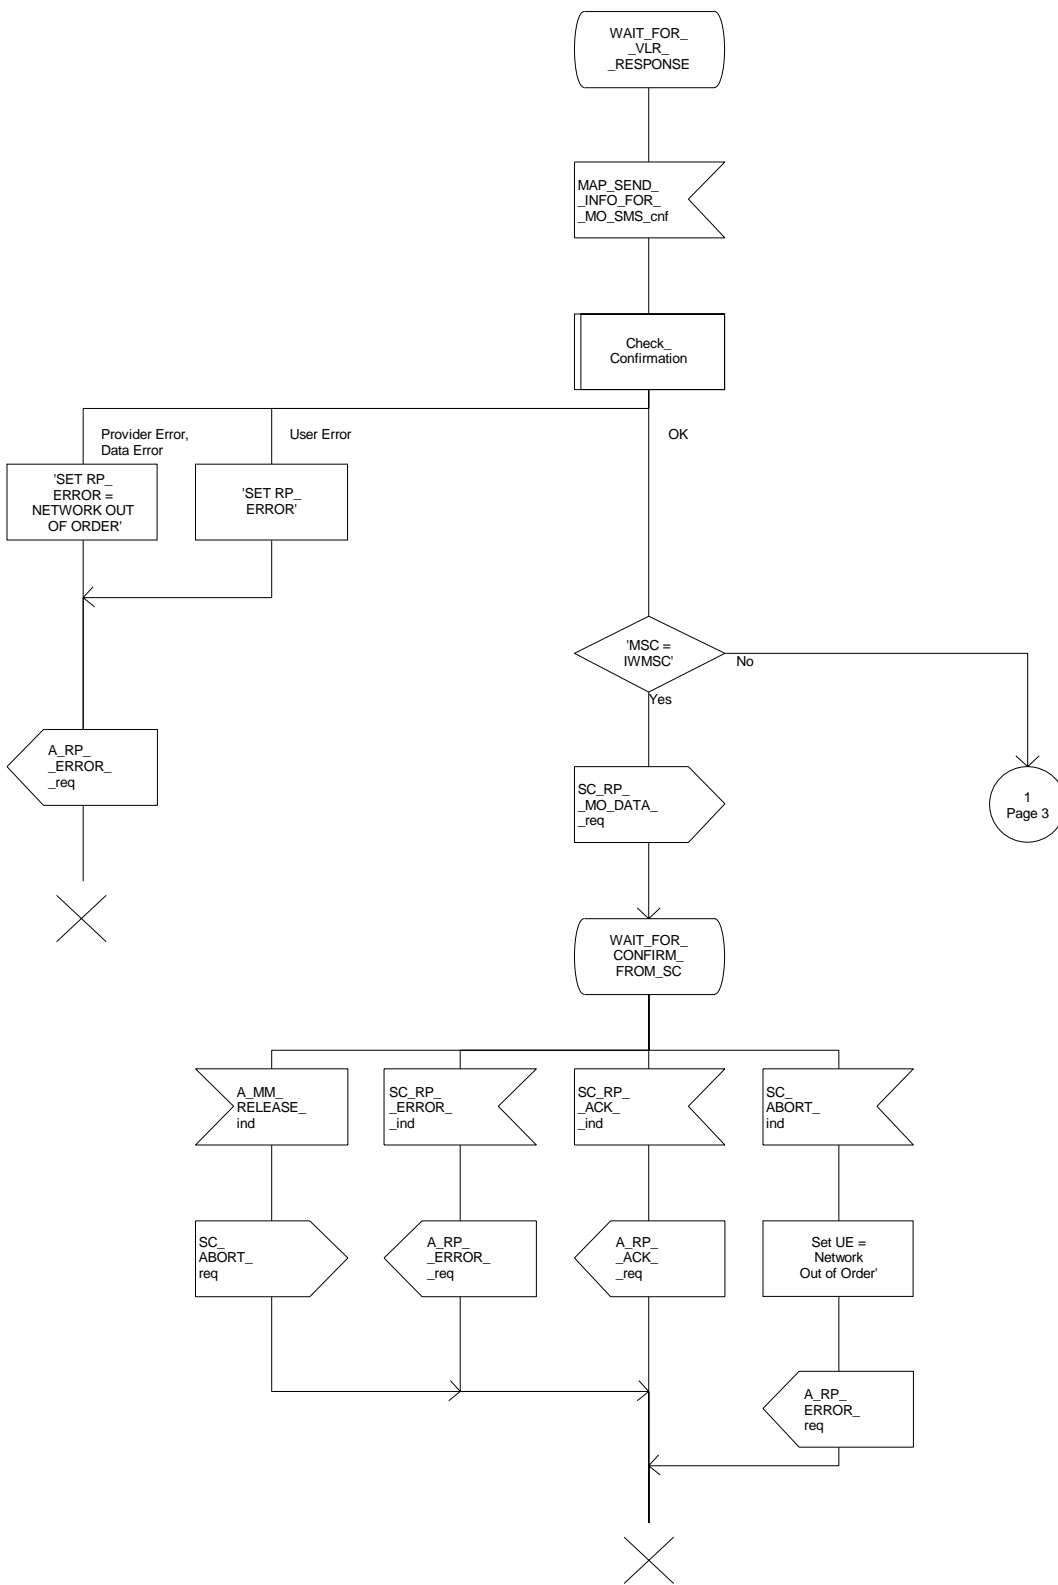 WAIT_FOR_
_VLR_
_RESPONSE
MAP_SEND_
_INFO_FOR_
_MO_SMS_cnf
Check_
Confirmation
Provider Error,
Data Error
User Error
OK
'SET RP_
ERROR =
NETWORK OUT
OF ORDER'
'SET RP_
ERROR'
'MSC =
IWMSC'
No
Yes
A_RP_
_ERROR_
_req
SC_RP_
_MO_DATA_
_req
1
Page 3
WAIT_FOR_
CONFIRM_
FROM_SC
A_MM_
RELEASE_
ind
SC_RP_
_ERROR_
_ind
SC_RP_
_ACK_
_ind
SC_
ABORT_
ind
SC_
ABORT_
req
A_RP_
_ERROR_
_req
A_RP_
_ACK_
_req
Set UE =
Network
Out of Order'
A_RP_
ERROR_
req